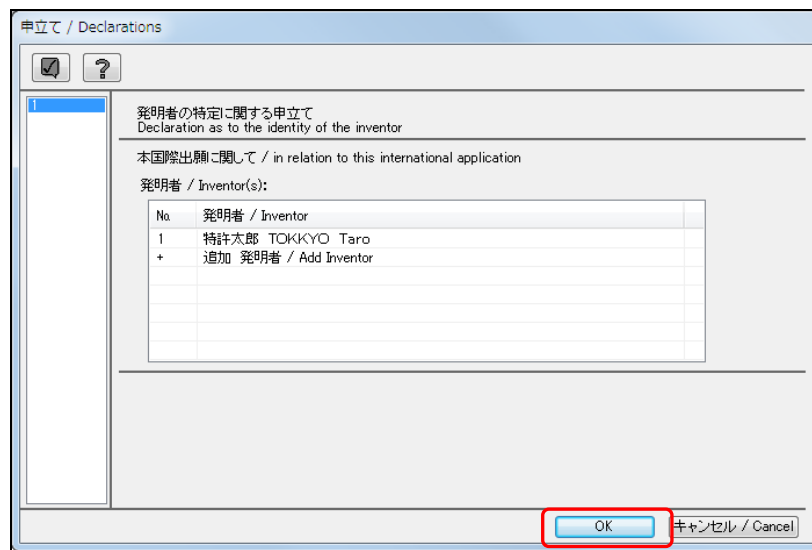 申立て / Declarations
?
1
発明者の特定に関する申立て
Declaration as to the identity of the inventor
本国際出願に関して / in relation to this international application
発明者 / Inventor(s):
No. 発明者 / Inventor
1 特許太郎 TOKKYO Taro
+ 追加 発明者 / Add Inventor
OK キャンセル / Cancel